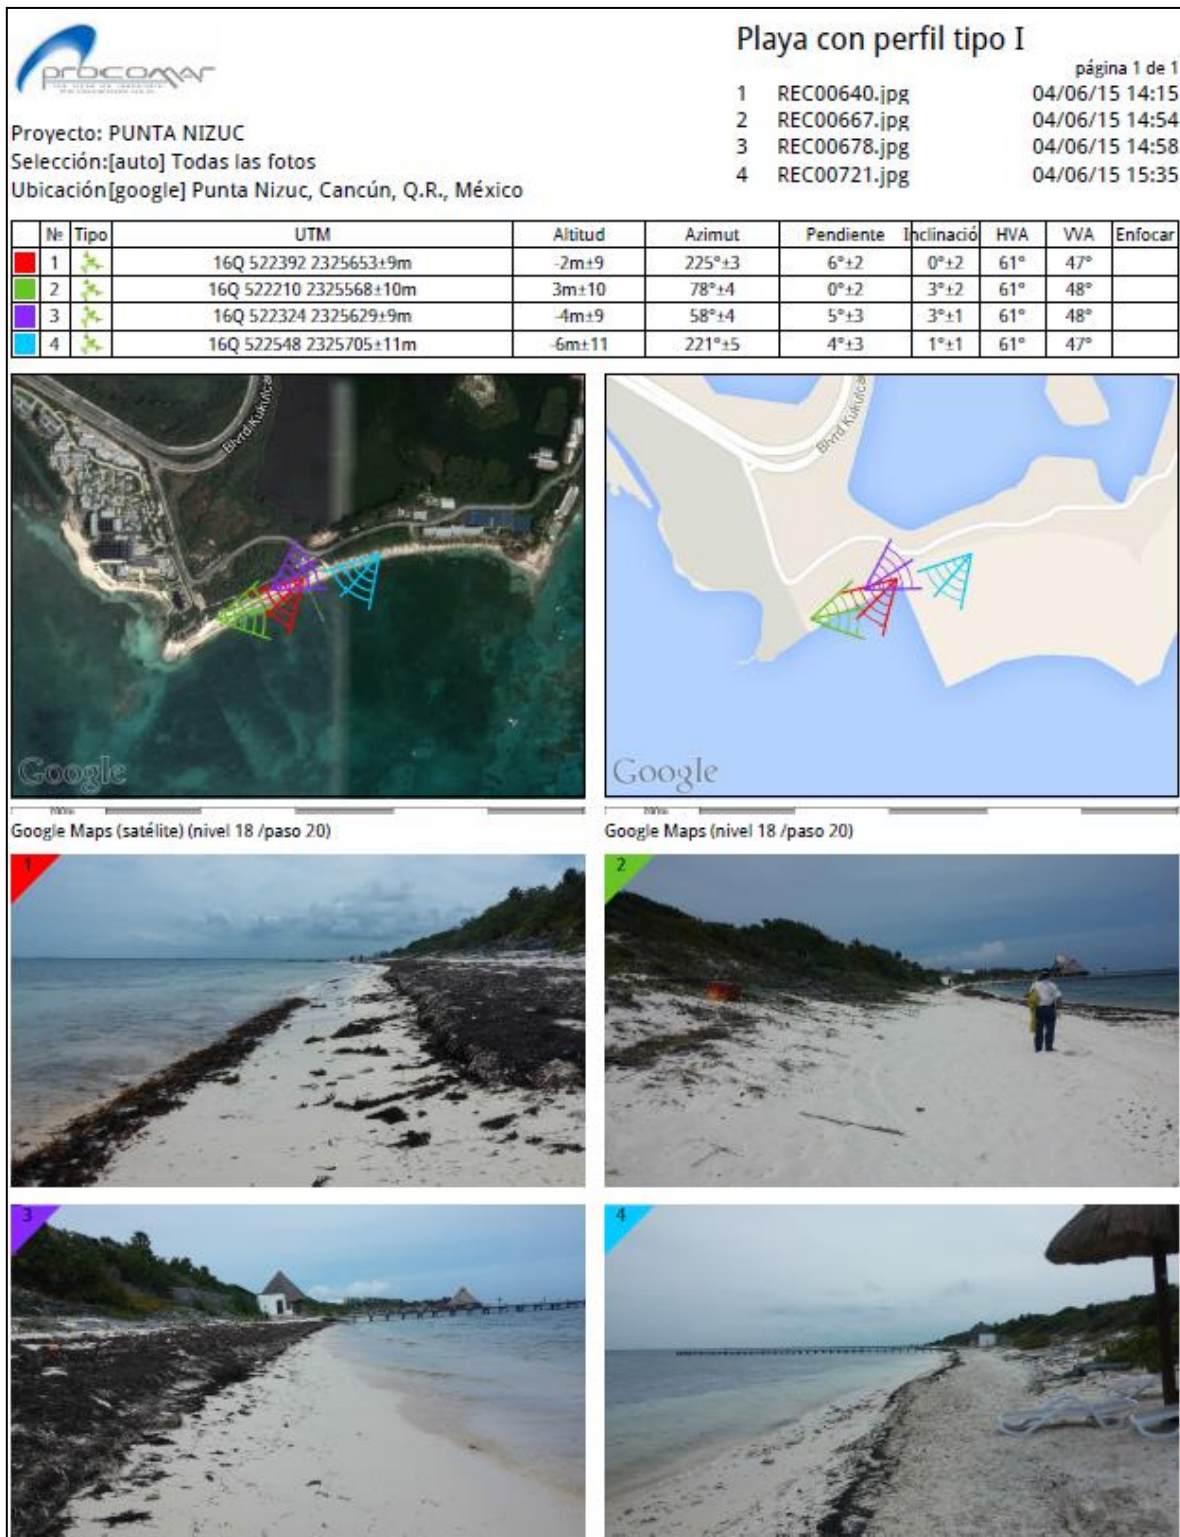 PROCOMAR
Playa con perfil tipo I
página 1 de 1
1 REC00640.jpg 04/06/15 14:15
2 REC00667.jpg 04/06/15 14:54
3 REC00678.jpg 04/06/15 14:58
4 REC00721.jpg 04/06/15 15:35
Proyecto: PUNTA NIZUC
Selección:[auto] Todas las fotos
Ubicación[google] Punta Nizuc, Cancún, Q.R., México
№ Tipo UTM Altitud Azimut Pendiente Inclinació HVA VVA Enfocar
1 16Q 522392 2325653±9m -2m±9 225°±3 6°±2 0°±2 61° 47°
2 16Q 522210 2325568±10m 3m±10 78°±4 0°±2 3°±2 61° 48°
3 16Q 522324 2325629±9m -4m±9 58°±4 5°±3 3°±1 61° 48°
4 16Q 522548 2325705±11m -6m±11 221°±5 4°±3 1°±1 61° 47°
Blvrd Kukulcan
Google
Blvrd Kukulcan
Google
Google Maps (satélite) (nivel 18 /paso 20)
Google Maps (nivel 18 /paso 20)
1
2
3
4